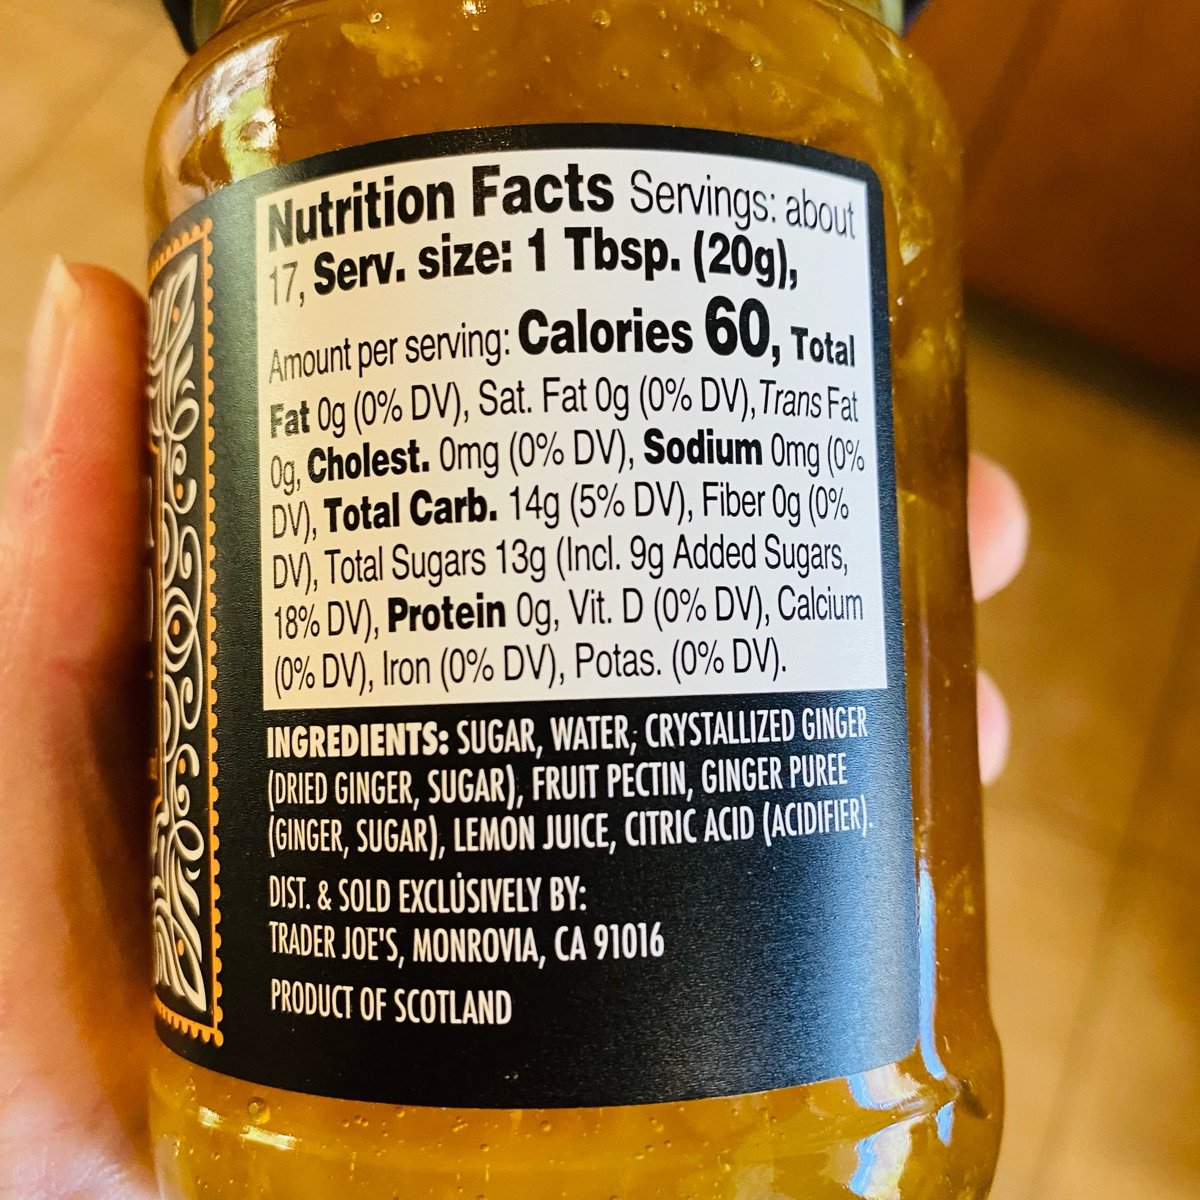 Nutrition Facts Servings: about
17, Serv. size: 1 Tbsp. (20g),
Amount per serving: Calories 60, Total
Fat 0g (0% DV), Sat. Fat 0g (0% DV), Trans Fat
0g, Cholest. 0mg (0% DV), Sodium 0mg (0%
DV), Total Carb. 14g (5% DV), Fiber 0g (0%
DV), Total Sugars 13g (Incl. 9g Added Sugars,
18% DV), Protein 0g, Vit. D (0% DV), Calcium
(0% DV), Iron (0% DV), Potas. (0% DV).
INGREDIENTS: SUGAR, WATER, CRYSTALLIZED GINGER
(DRIED GINGER, SUGAR), FRUIT PECTIN, GINGER PUREE
(GINGER, SUGAR), LEMON JUICE, CITRIC ACID (ACIDIFIER).
DIST. & SOLD EXCLUSIVELY BY:
TRADER JOE'S, MONROVIA, CA 91016
PRODUCT OF SCOTLAND